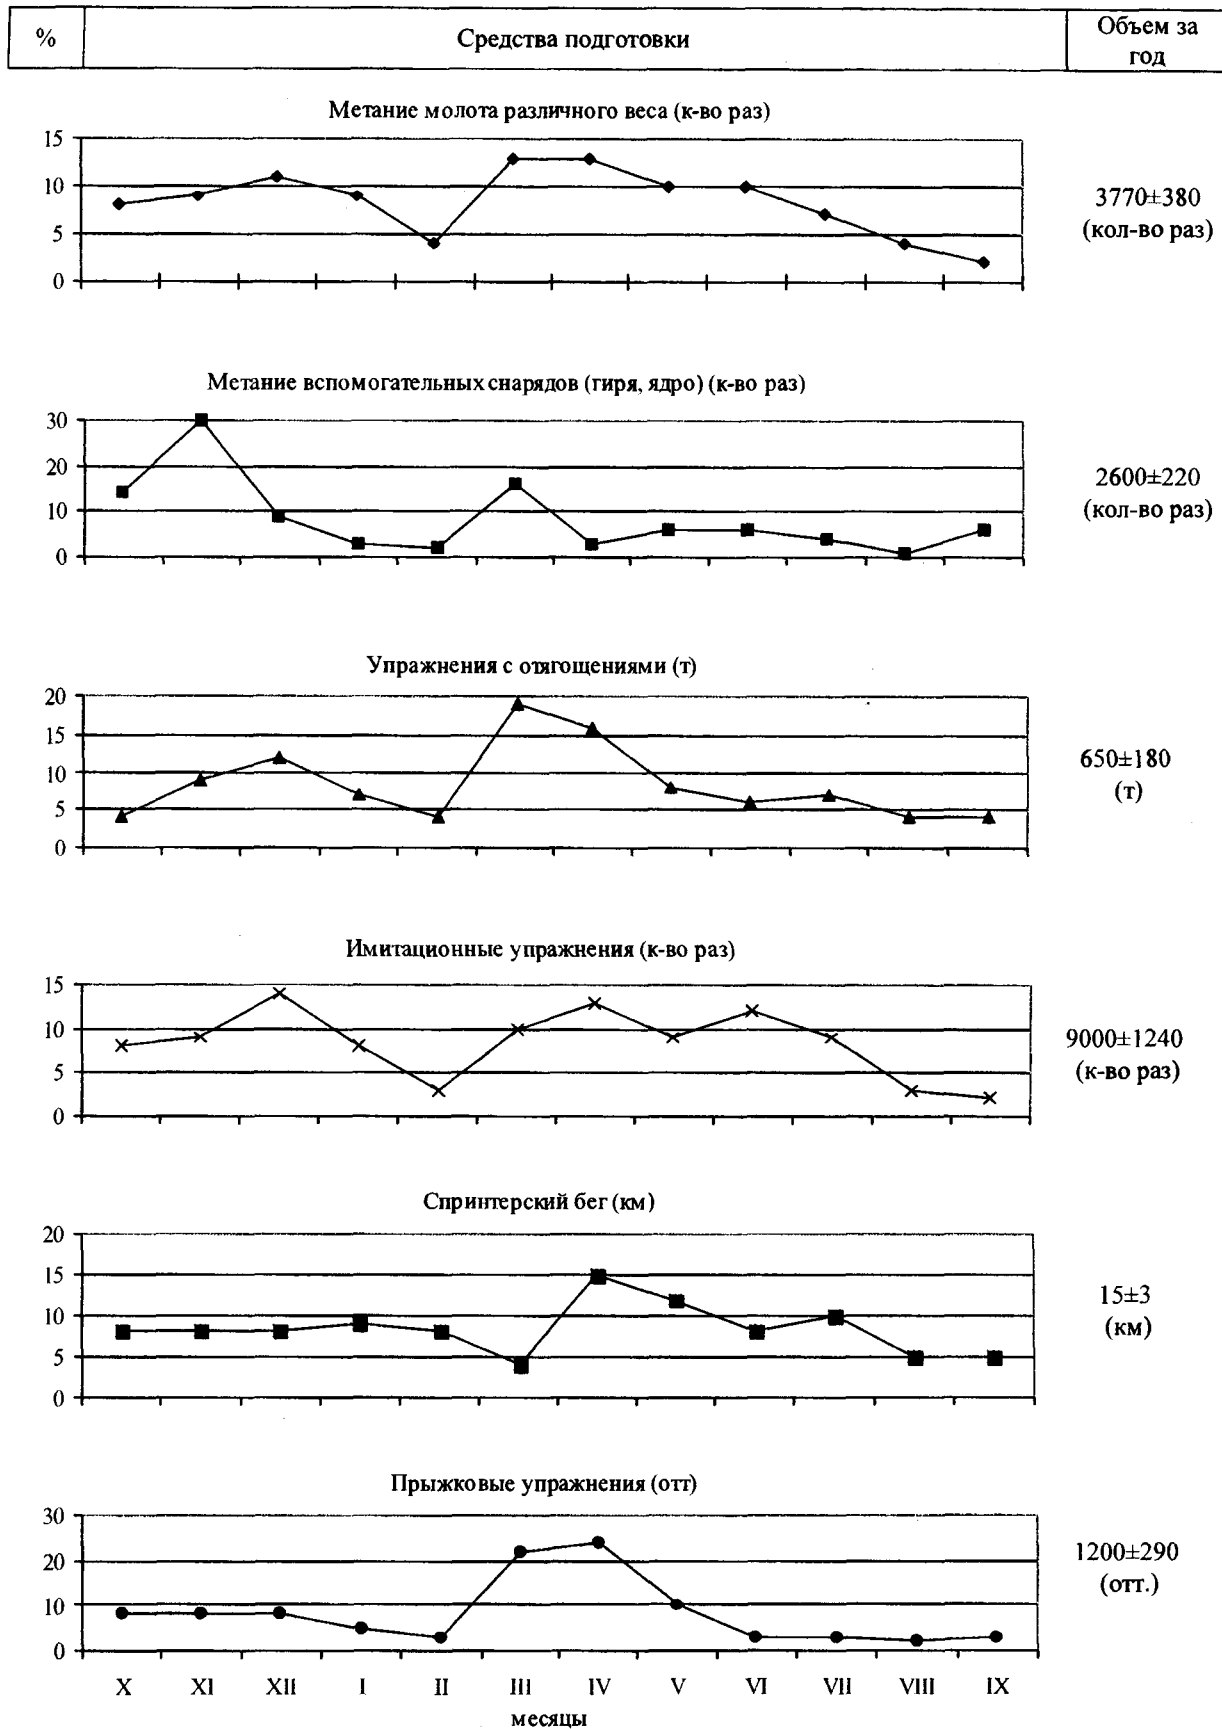 % Средства подготовки Объем за
год
Метание молота различного веса (к-во раз)
15
10
5
0
3770±380
(кол-во раз)
Метание вспомогательных снарядов (гиря, ядро) (к-во раз)
30
20
10
0
2600±220
(кол-во раз)
Упражнения с отягощениями (т)
20
15
10
5
0
650±180
(т)
Имитационные упражнения (к-во раз)
15
10
5
0
9000±1240
(к-во раз)
Спринтерский бег (км)
20
15
10
5
0
15±3
(км)
Прыжковые упражнения (отт)
30
20
10
0
1200±290
(отт.)
X XI XII I II III IV V VI VII VIII IX
месяцы